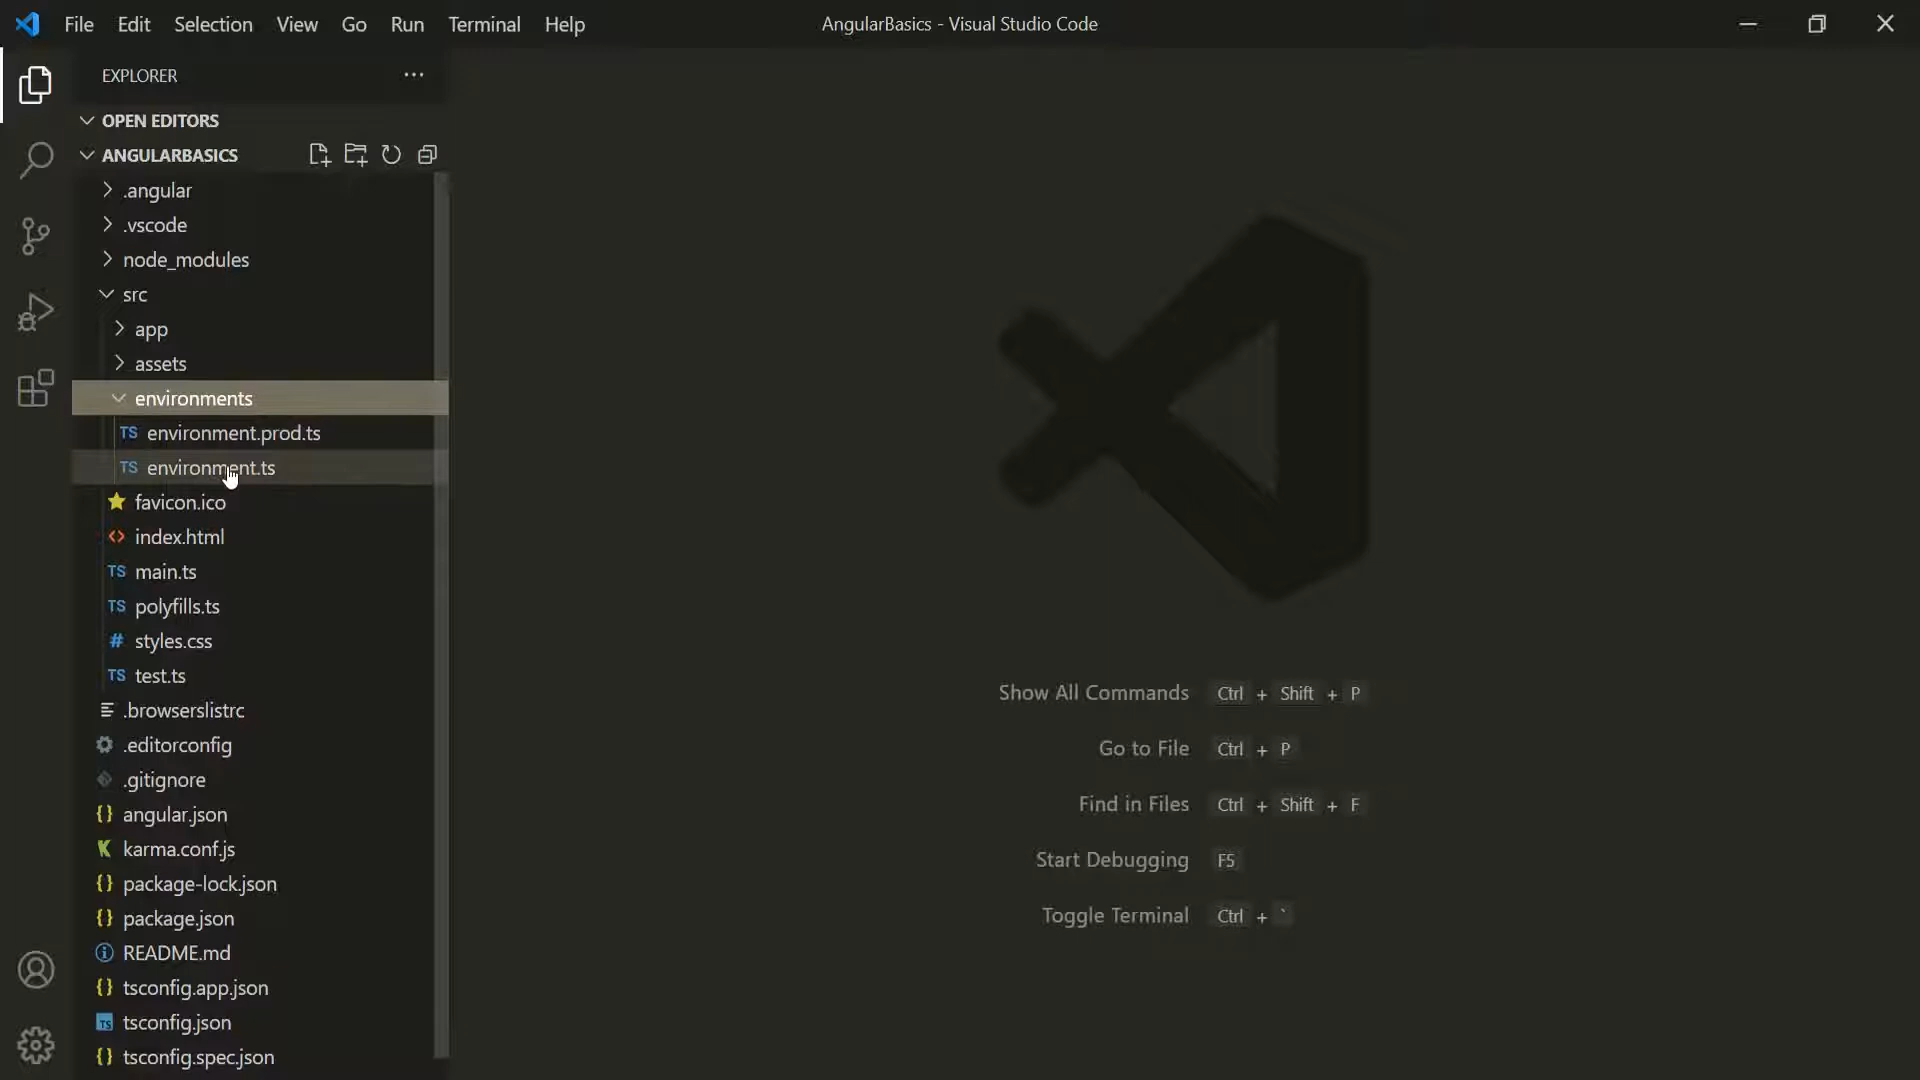 File Edit Selection View Go Run Terminal Help
AngularBasics - Visual Studio Code
EXPLORER
OPEN EDITORS
ANGULARBASICS
.angular
.vscode
node_modules
src
app
assets
environments
TS environment.prod.ts
TS environment.ts
favicon.ico
<> index.html
TS main.ts
TS polyfills.ts
# styles.css
TS test.ts
.browserslistrc
.editorconfig
.gitignore
{} angular.json
K karma.conf.js
{} package-lock.json
{} package.json
README.md
{} tsconfig.app.json
TS tsconfig.json
{} tsconfig.spec.json
Show All Commands Ctrl + Shift + P
Go to File Ctrl + P
Find in Files Ctrl + Shift + F
Start Debugging F5
Toggle Terminal Ctrl + `